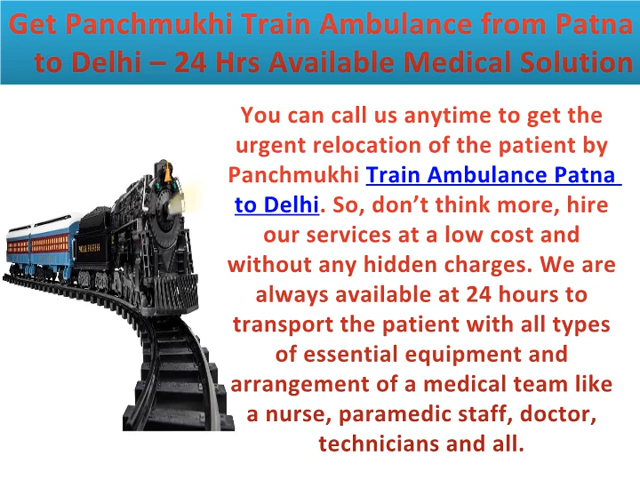 Get Panchmukhi Train Ambulance from Patna
to Delhi – 24 Hrs Available Medical Solution
You can call us anytime to get the
urgent relocation of the patient by
Panchmukhi Train Ambulance Patna
to Delhi. So, don’t think more, hire
our services at a low cost and
without any hidden charges. We are
always available at 24 hours to
transport the patient with all types
of essential equipment and
arrangement of a medical team like
a nurse, paramedic staff, doctor,
technicians and all.